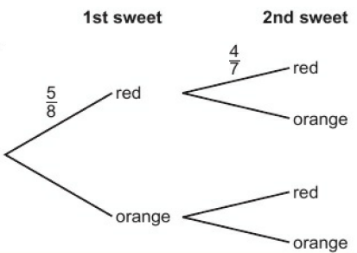 1st sweet 2nd sweet
4/7
red
5/8
red
orange
red
orange
orange